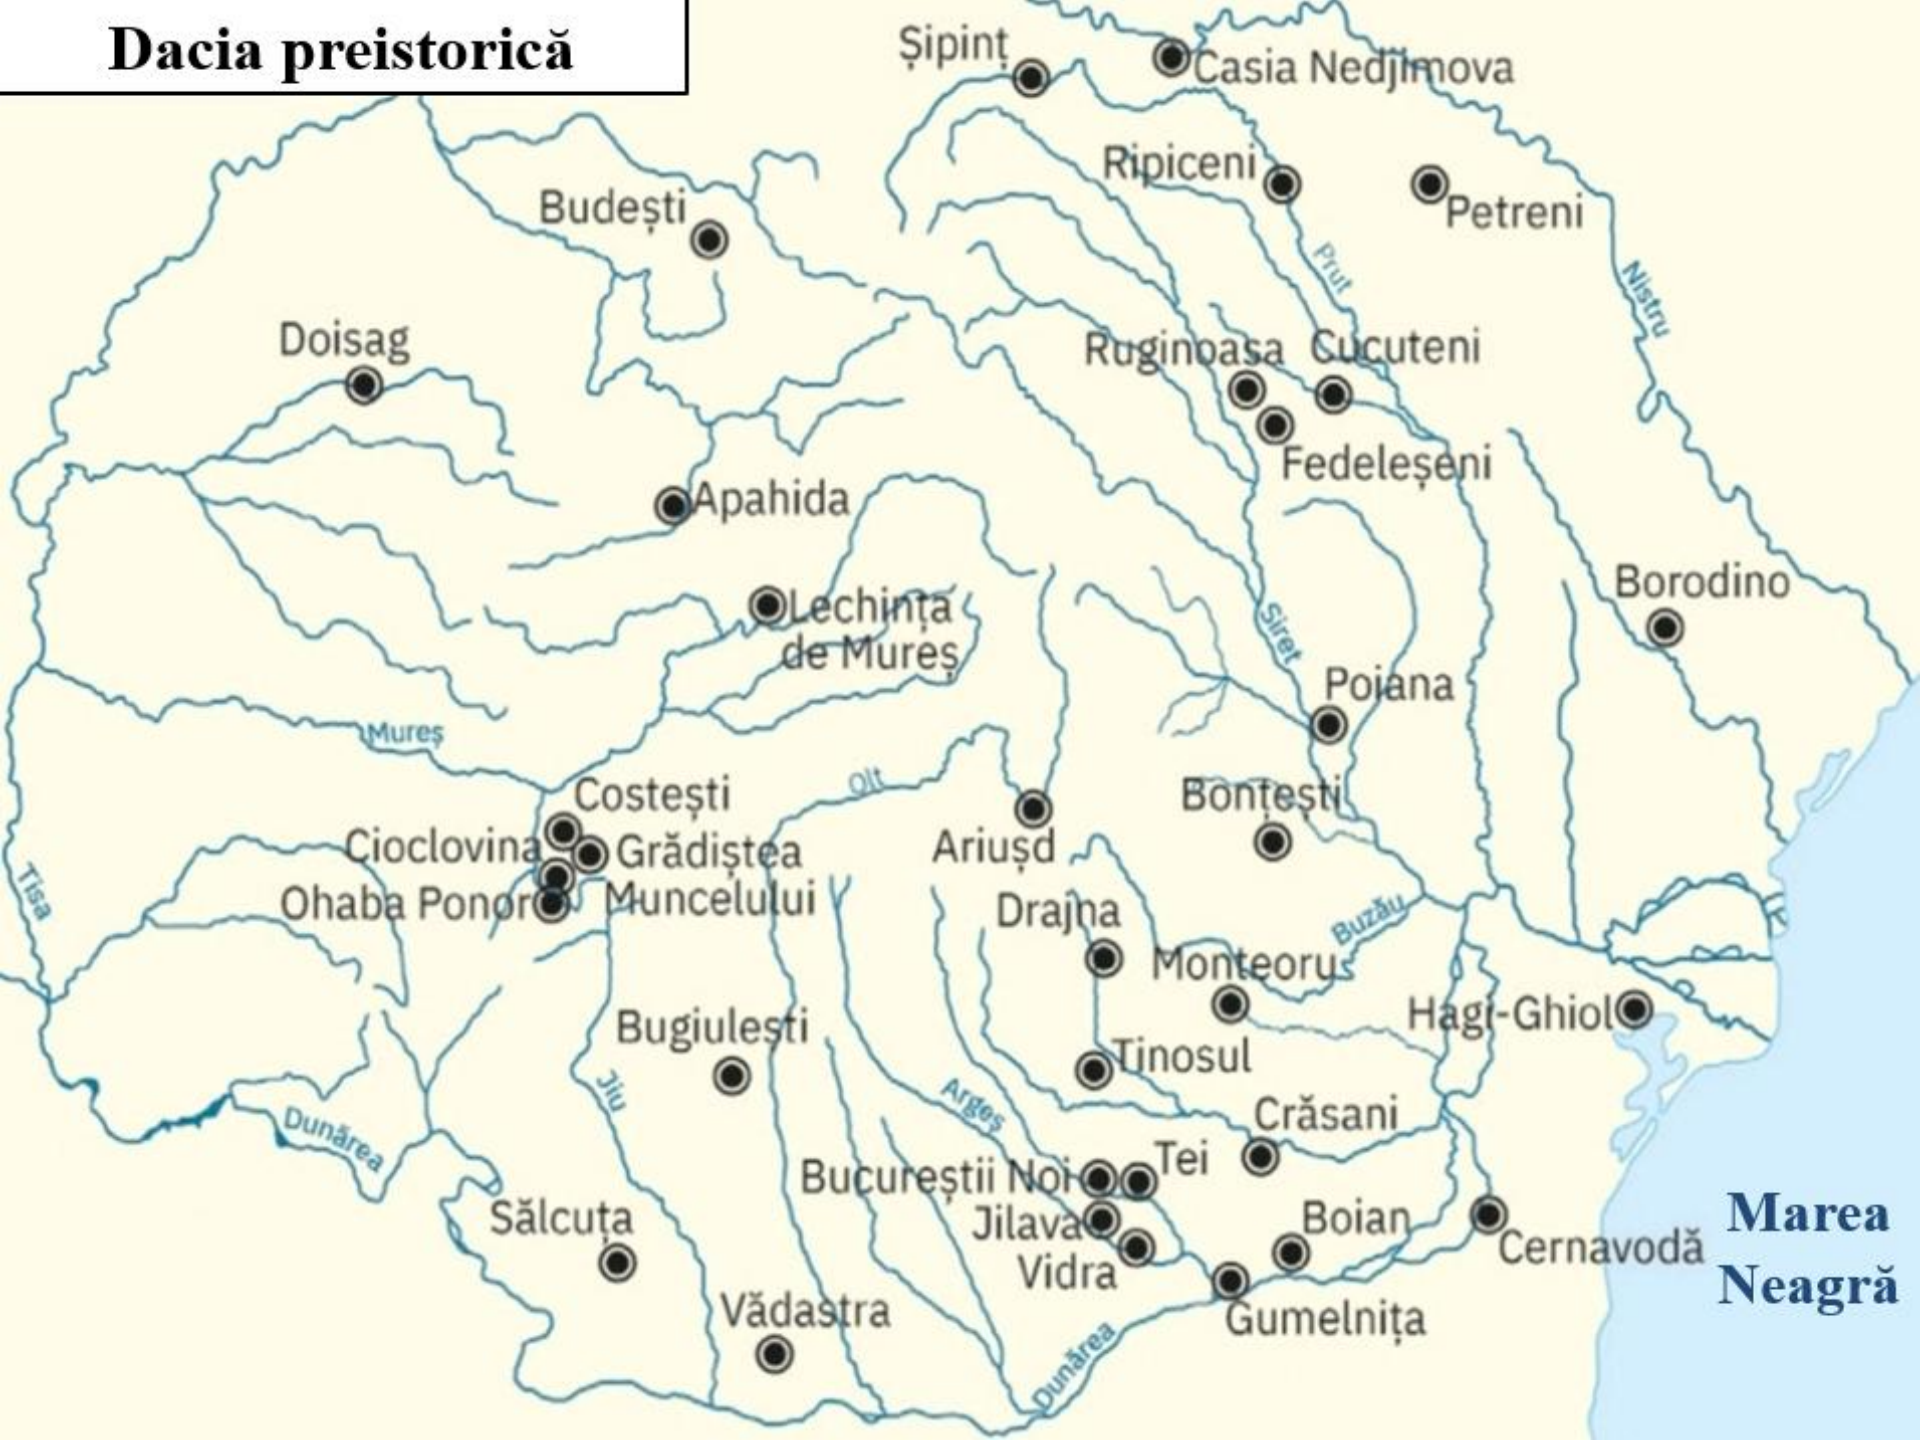 Dacia preistorică
Șipinț
Casia Nedjimova
Ripiceni
Petreni
Budești
Prut
Nistru
Doisag
Ruginoasa
Cucuteni
Fedeleșeni
Apahida
Borodino
Lechința
de Mureș
Siret
Poiana
Mureș
Olt
Costești
Bontești
Cioclovina
Grădiștea
Muncelului
Ariușd
Ohaba Ponor
Tisa
Drajna
Buzău
Monteoru
Hagi-Ghiol
Bugiulești
Tinosul
Jiu
Argeș
Crăsani
Dunărea
Bucureștii Noi
Tei
Sălcuța
Jilava
Boian
Marea
Neagră
Vidra
Cernavodă
Vădastra
Gumelnița
Dunărea